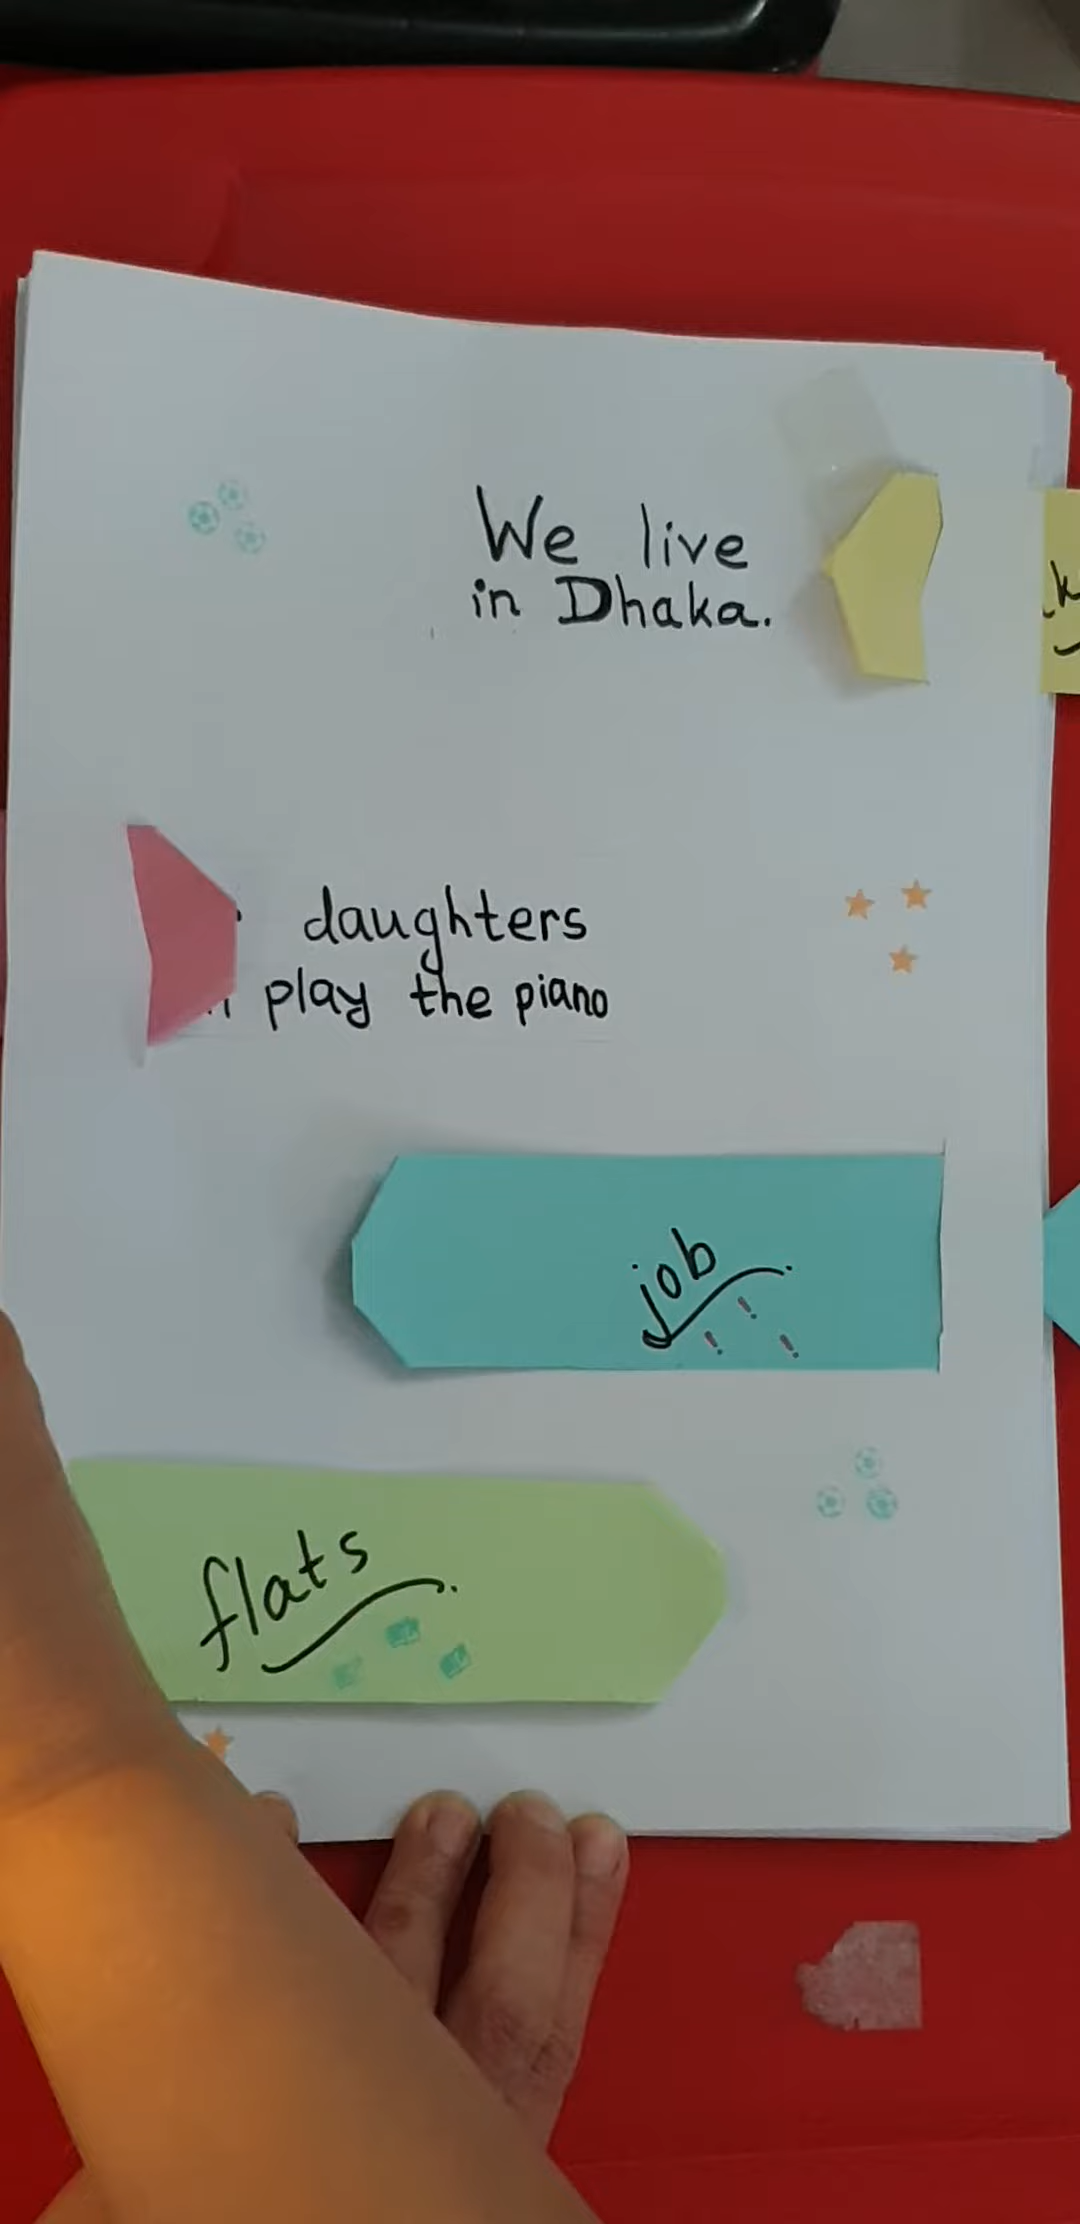 We live
in Dhaka.
daughters
play the piano
job
flats